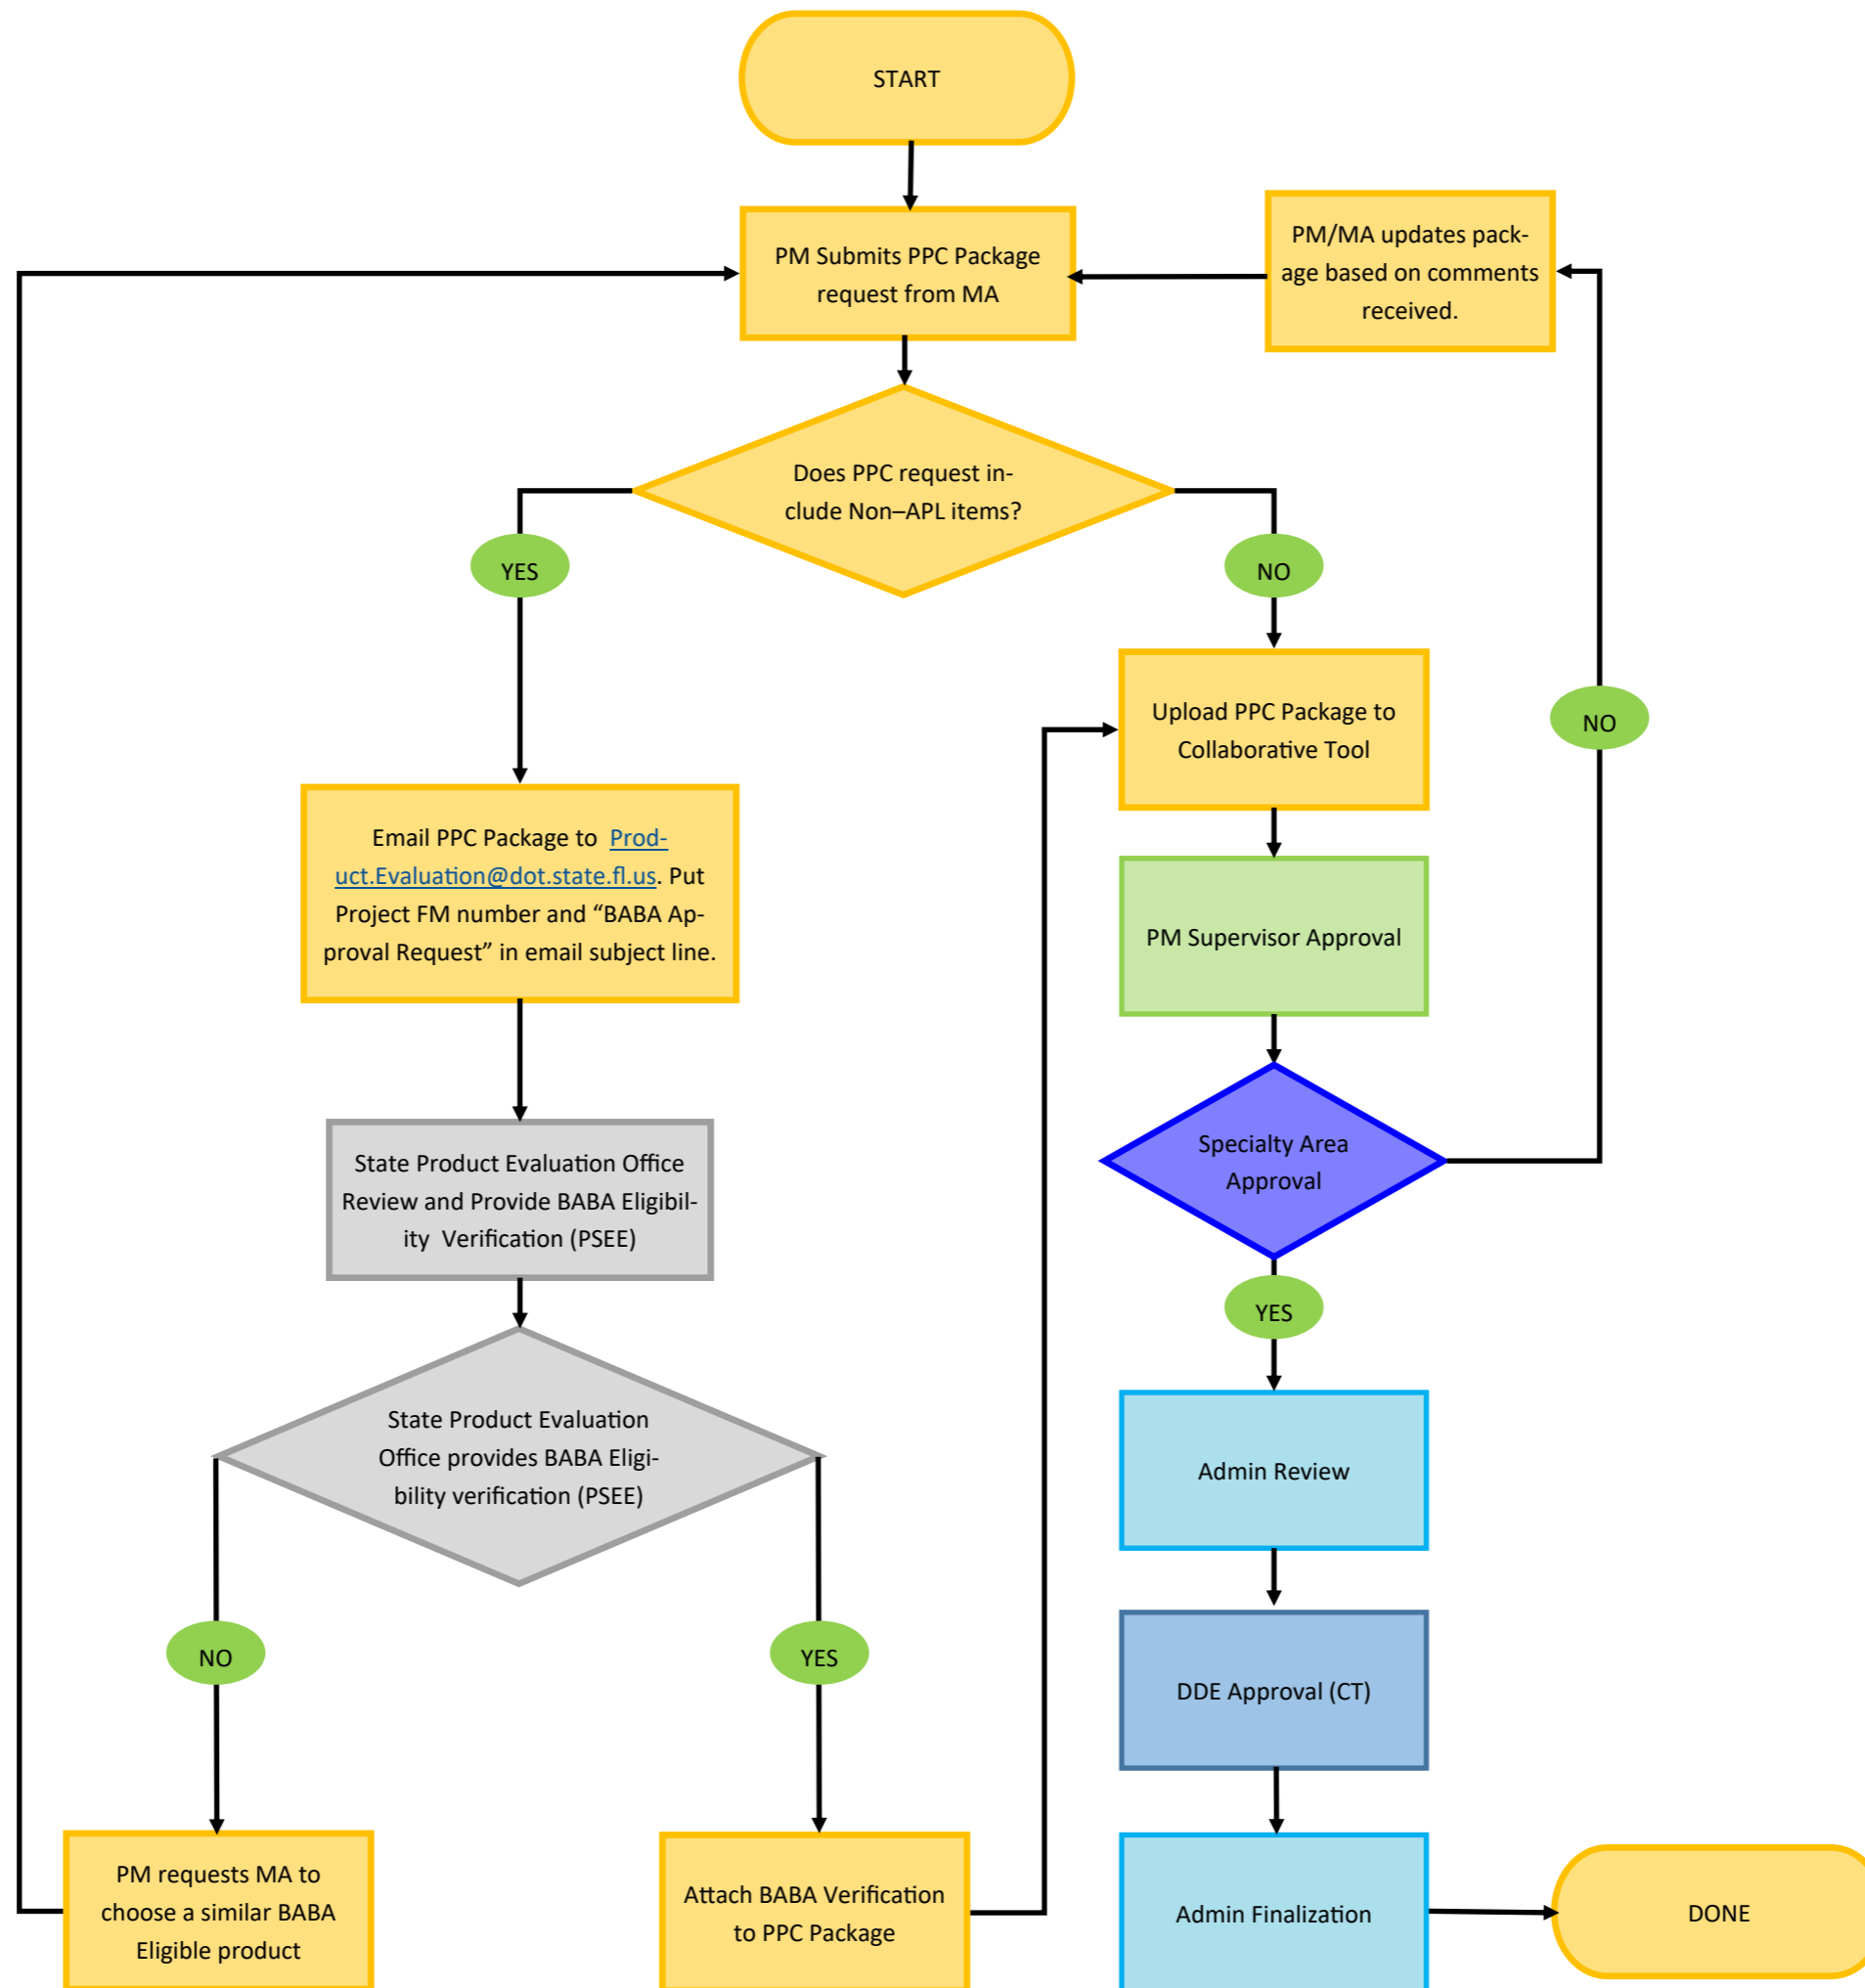 START
PM Submits PPC Package
request from MA
PM/MA updates pack-
age based on comments
received.
Does PPC request in-
clude Non–APL items?
YES
NO
Upload PPC Package to
Collaborative Tool
NO
Email PPC Package to Prod-
uct.Evaluation@dot.state.fl.us. Put
Project FM number and “BABA Ap-
proval Request” in email subject line.
PM Supervisor Approval
State Product Evaluation Office
Review and Provide BABA Eligibil-
ity Verification (PSEE)
Specialty Area
Approval
YES
State Product Evaluation
Office provides BABA Eligi-
bility verification (PSEE)
Admin Review
NO
YES
DDE Approval (CT)
PM requests MA to
choose a similar BABA
Eligible product
Attach BABA Verification
to PPC Package
Admin Finalization
DONE